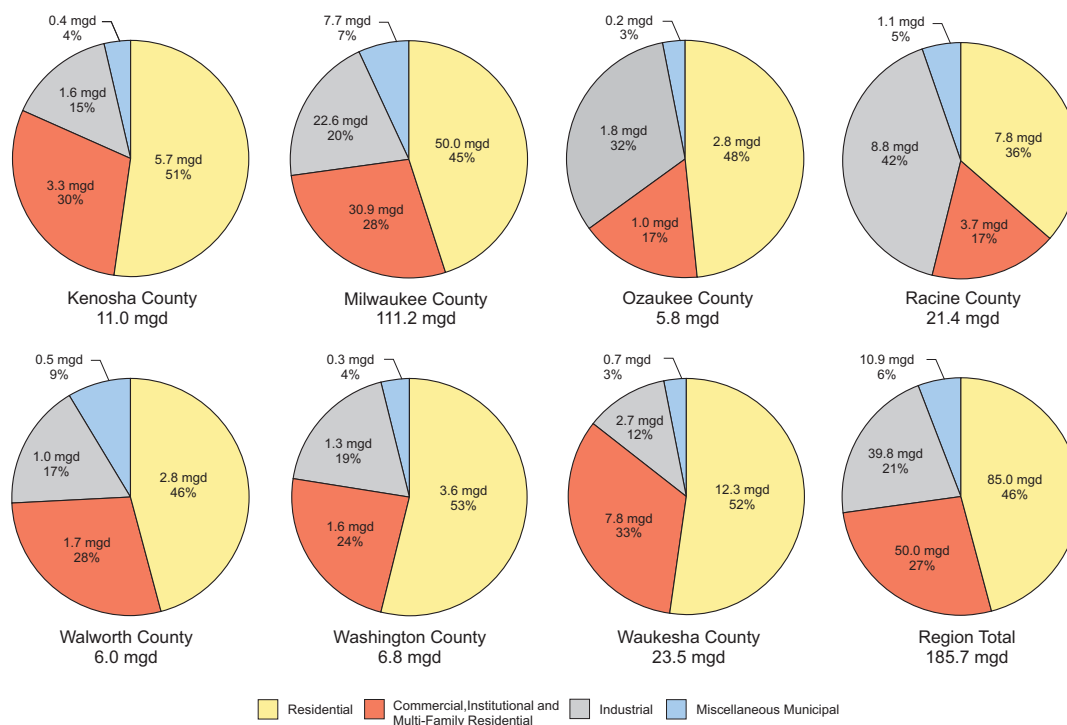 0.4 mgd
4%
1.6 mgd
15%
5.7 mgd
51%
3.3 mgd
30%
Kenosha County
11.0 mgd
7.7 mgd
7%
22.6 mgd
20%
50.0 mgd
45%
30.9 mgd
28%
Milwaukee County
111.2 mgd
0.2 mgd
3%
1.8 mgd
32%
2.8 mgd
48%
1.0 mgd
17%
Ozaukee County
5.8 mgd
1.1 mgd
5%
8.8 mgd
42%
7.8 mgd
36%
3.7 mgd
17%
Racine County
21.4 mgd
0.5 mgd
9%
1.0 mgd
17%
2.8 mgd
46%
1.7 mgd
28%
Walworth County
6.0 mgd
0.3 mgd
4%
1.3 mgd
19%
3.6 mgd
53%
1.6 mgd
24%
Washington County
6.8 mgd
0.7 mgd
3%
2.7 mgd
12%
12.3 mgd
52%
7.8 mgd
33%
Waukesha County
23.5 mgd
10.9 mgd
6%
39.8 mgd
21%
85.0 mgd
46%
50.0 mgd
27%
Region Total
185.7 mgd
Residential
Commercial,Institutional and
Multi-Family Residential
Industrial
Miscellaneous Municipal